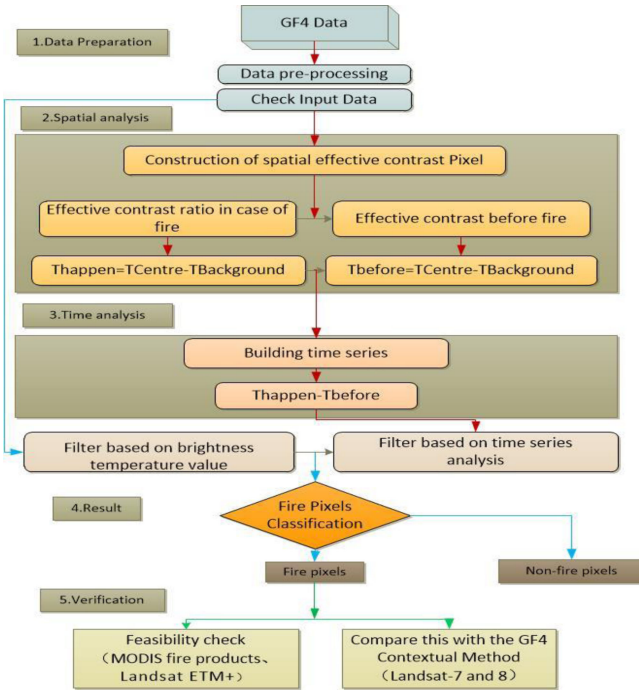 GF4 Data
1.Data Preparation
Data pre-processing
Check Input Data
2.Spatial analysis
Construction of spatial effective contrast Pixel
Effective contrast ratio in case of
fire
Effective contrast before fire
Thappen=TCentre-TBackground
Tbefore=TCentre-TBackground
3.Time analysis
Building time series
Thappen-Tbefore
Filter based on brightness
temperature value
Filter based on time series
analysis
4.Result
Fire Pixels
Classification
Fire pixels
Non-fire pixels
5.Verification
Feasibility check
（MODIS fire products、
Landsat ETM+）
Compare this with the GF4
Contextual Method
（Landsat-7 and 8）